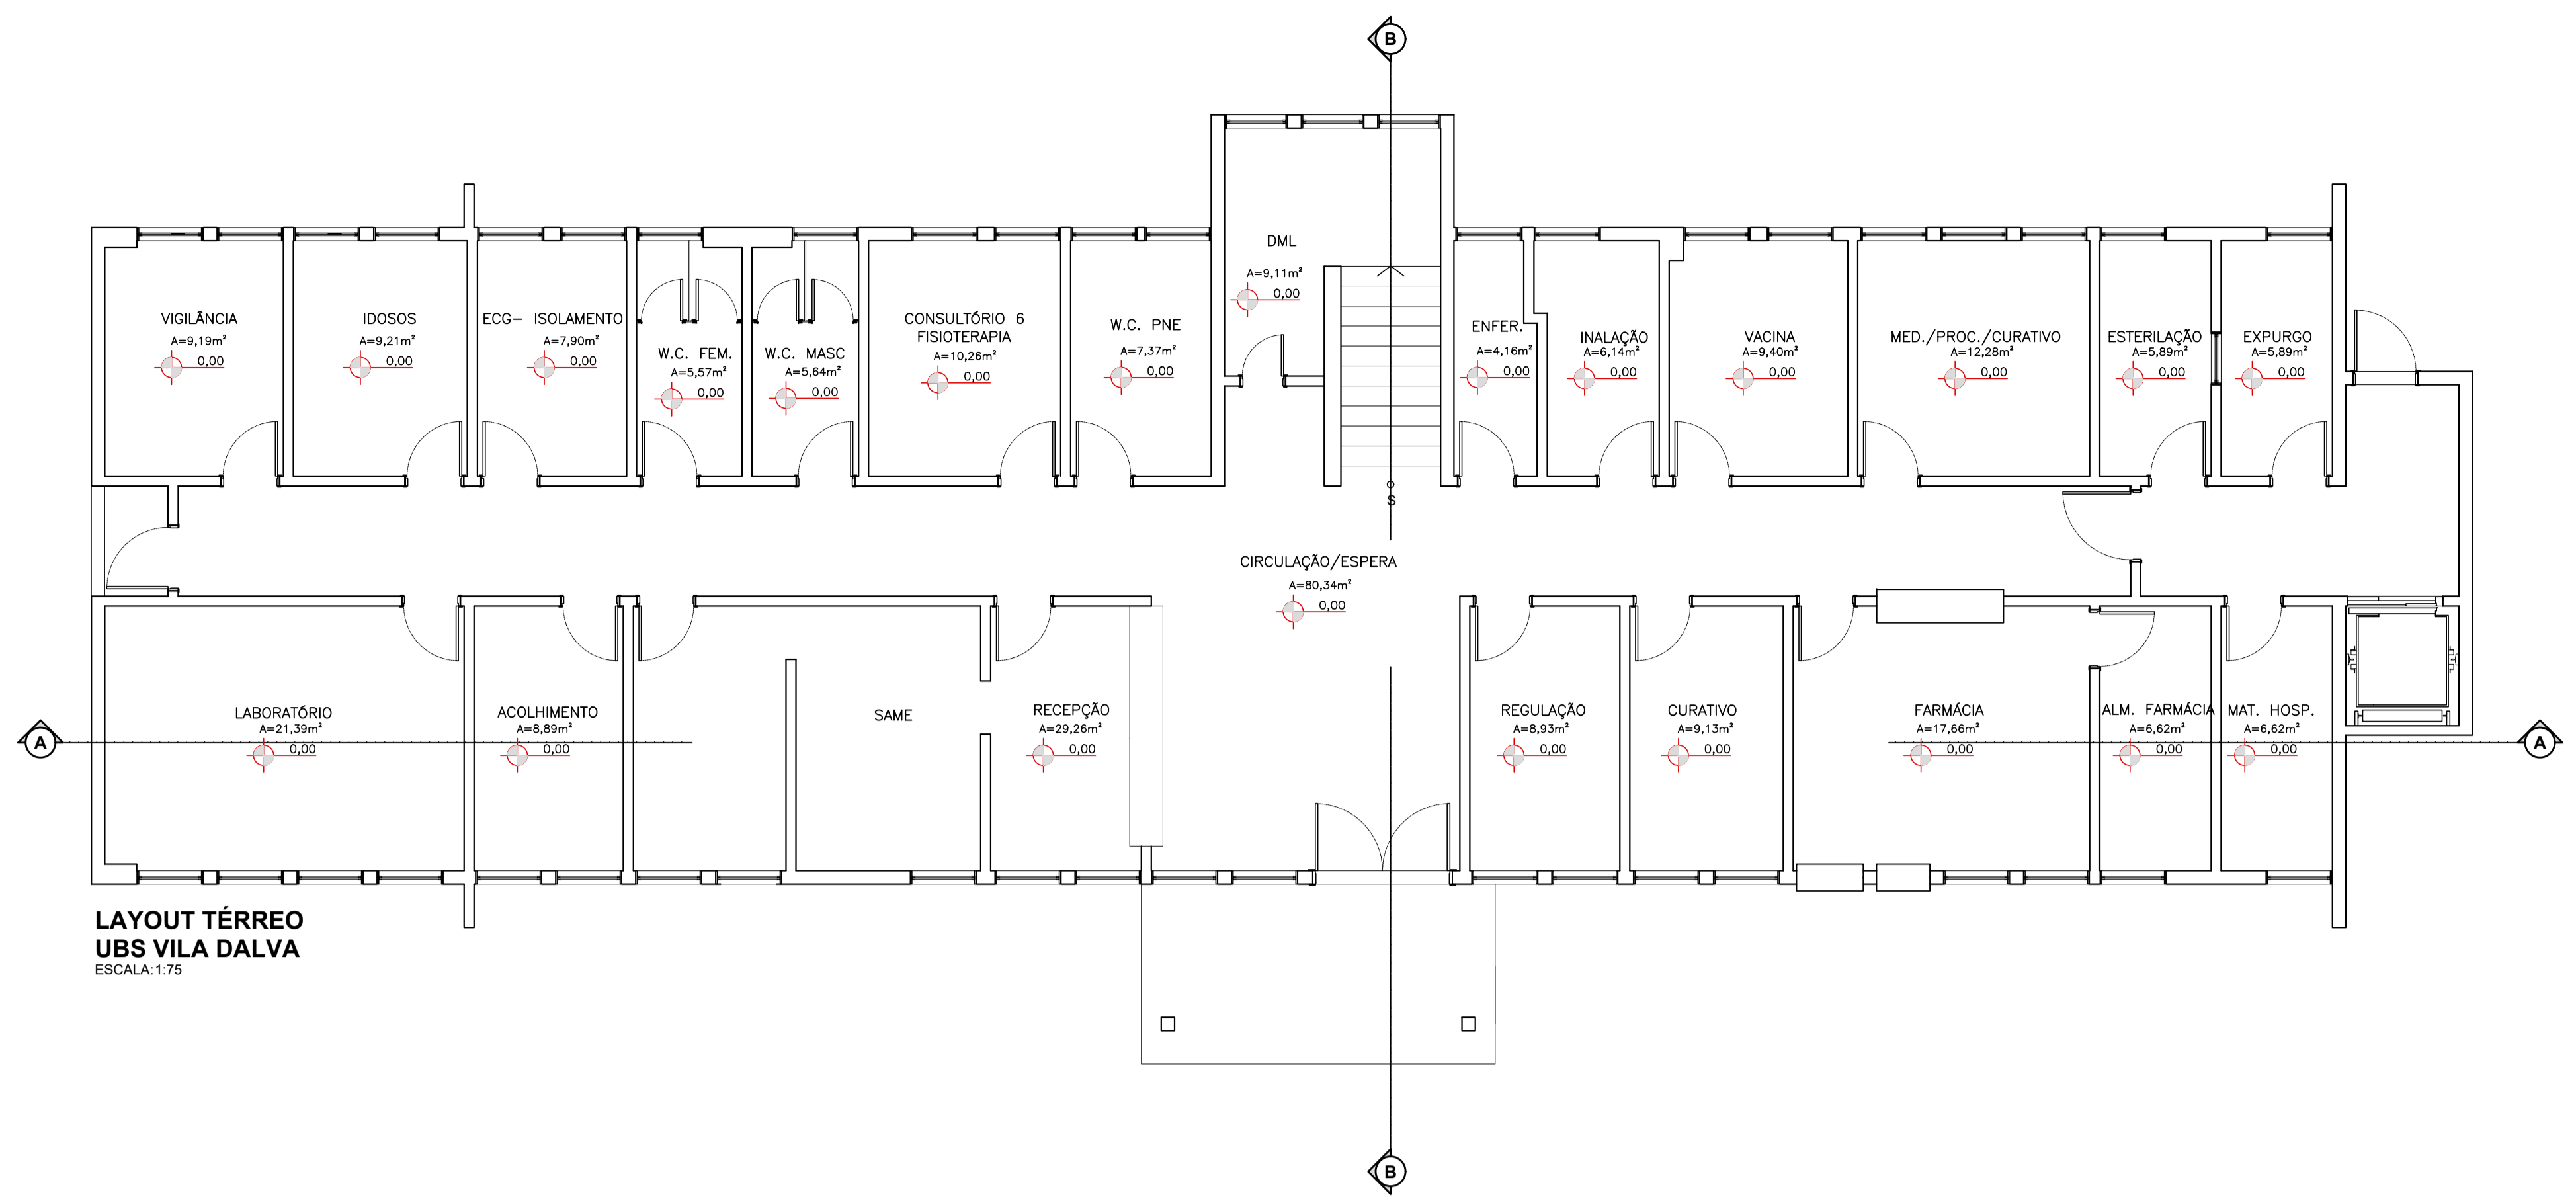 B
DML
A=9,11m²
0,00
VIGILÂNCIA
A=9,19m²
0,00
IDOSOS
A=9,21m²
0,00
ECG- ISOLAMENTO
A=7,90m²
0,00
W.C. FEM.
A=5,57m²
0,00
W.C. MASC
A=5,64m²
0,00
CONSULTÓRIO 6
FISIOTERAPIA
A=10,26m²
0,00
W.C. PNE
A=7,37m²
0,00
ENFER.
A=4,16m²
0,00
INALAÇÃO
A=6,14m²
0,00
VACINA
A=9,40m²
0,00
MED./PROC./CURATIVO
A=12,28m²
0,00
ESTERILAÇÃO
A=5,89m²
0,00
EXPURGO
A=5,89m²
0,00
S
CIRCULAÇÃO/ESPERA
A=80,34m²
0,00
A
LABORATÓRIO
A=21,39m²
0,00
ACOLHIMENTO
A=8,89m²
0,00
SAME
RECEPÇÃO
A=29,26m²
0,00
REGULAÇÃO
A=8,93m²
0,00
CURATIVO
A=9,13m²
0,00
FARMÁCIA
A=17,66m²
0,00
ALM. FARMÁCIA
A=6,62m²
0,00
MAT. HOSP.
A=6,62m²
0,00
A
LAYOUT TÉRREO
UBS VILA DALVA
ESCALA:1:75
B